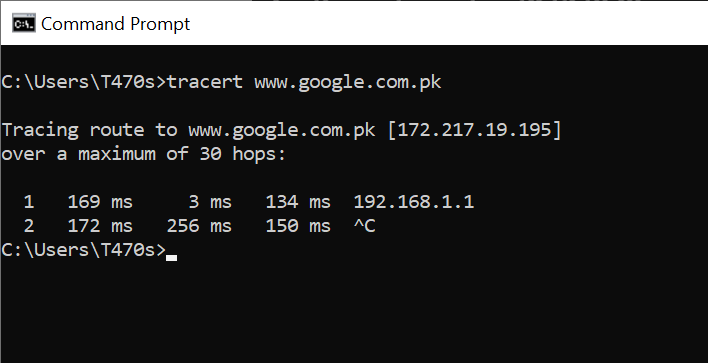 Command Prompt
C:\Users\T470s>tracert www.google.com.pk
Tracing route to www.google.com.pk [172.217.19.195]
over a maximum of 30 hops:
1   169 ms     3 ms   134 ms  192.168.1.1
2   172 ms   256 ms   150 ms  ^C
C:\Users\T470s>